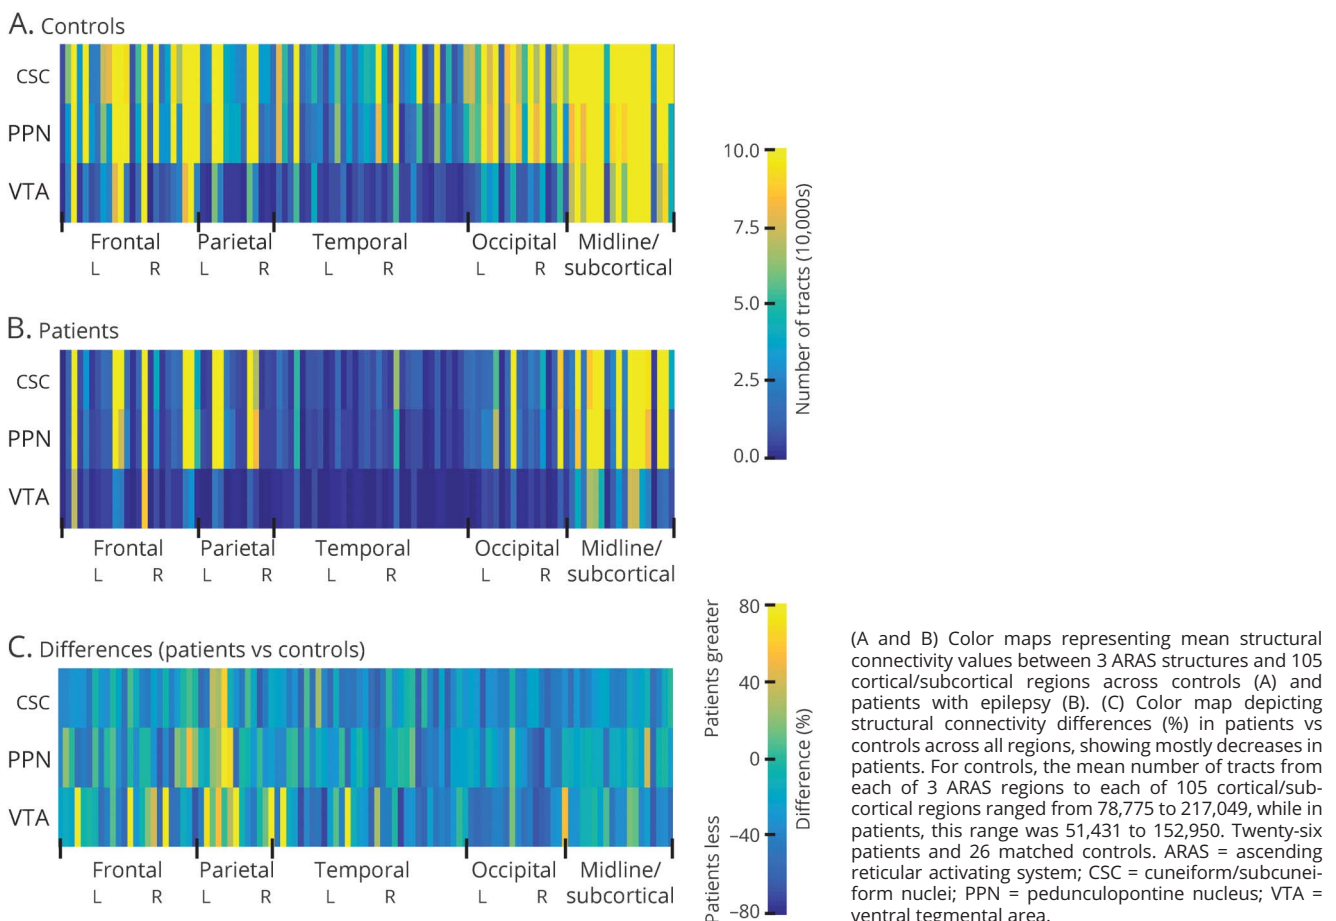 A. Controls
CSC
PPN
VTA
Frontal Parietal Temporal Occipital Midline/
L R L R L R L R subcortical
10.0
7.5
5.0
2.5
0.0
Number of tracts (10,000s)
B. Patients
CSC
PPN
VTA
Frontal Parietal Temporal Occipital Midline/
L R L R L R L R subcortical
C. Differences (patients vs controls)
CSC
PPN
VTA
Frontal Parietal Temporal Occipital Midline/
L R L R L R L R subcortical
Patients greater
Patients less
80
40
0
–40
–80
Difference (%)
(A and B) Color maps representing mean structural
connectivity values between 3 ARAS structures and 105
cortical/subcortical regions across controls (A) and
patients with epilepsy (B). (C) Color map depicting
structural connectivity differences (%) in patients vs
controls across all regions, showing mostly decreases in
patients. For controls, the mean number of tracts from
each of 3 ARAS regions to each of 105 cortical/sub-
cortical regions ranged from 78,775 to 217,049, while in
patients, this range was 51,431 to 152,950. Twenty-six
patients and 26 matched controls. ARAS = ascending
reticular activating system; CSC = cuneiform/subcunei-
form nuclei; PPN = pedunculopontine nucleus; VTA =
ventral tegmental area.